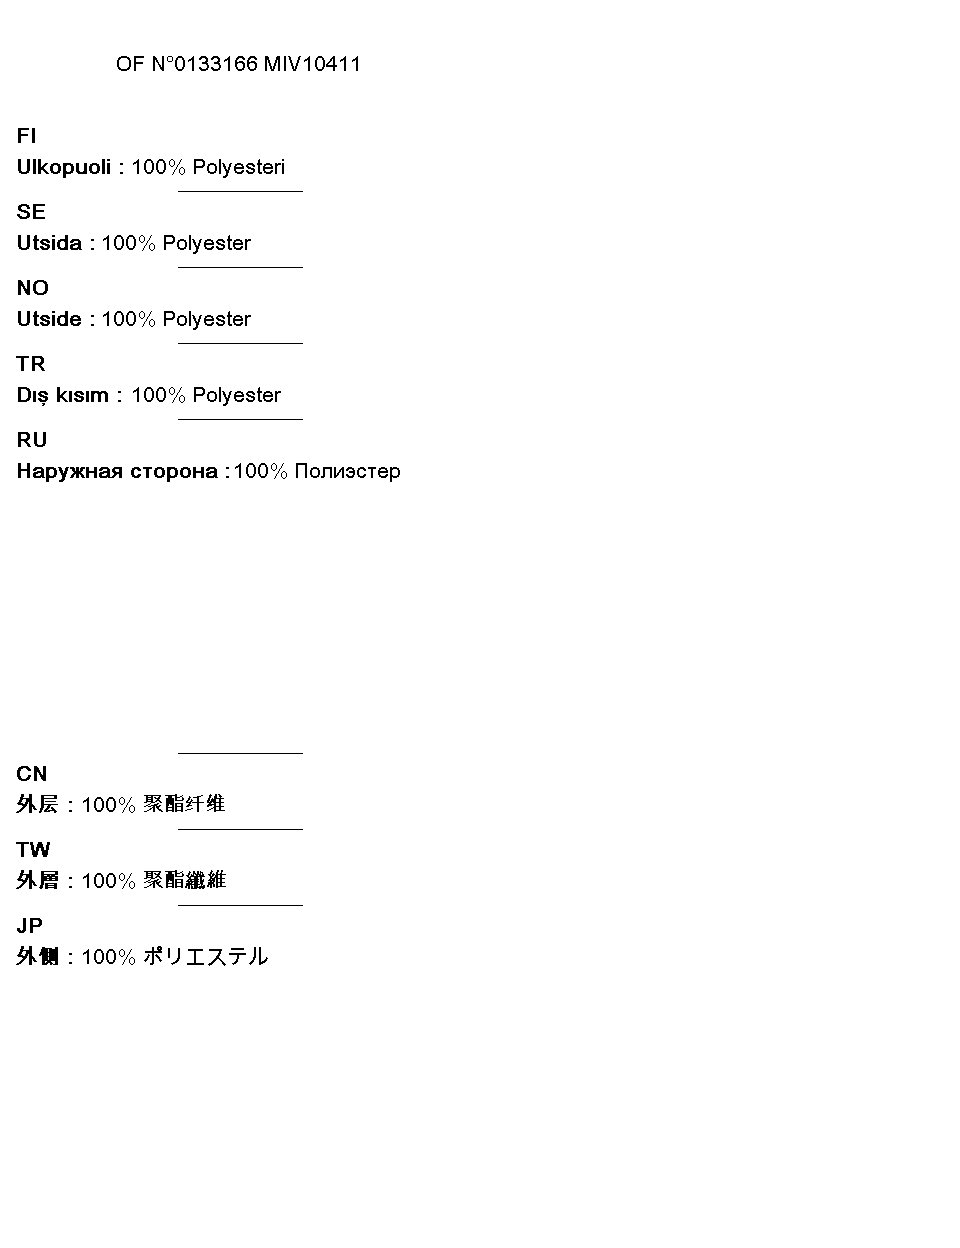 OF N°0133166 MIV10411
FI
Ulkopuoli : 100% Polyesteri
SE
Utsida : 100% Polyester
NO
Utside : 100% Polyester
TR
Dış kısım : 100% Polyester
RU
Наружная сторона : 100% Полиэстер
CN
外层 : 100% 聚酯纤维
TW
外層 : 100% 聚酯纖維
JP
外側 : 100% ポリエステル